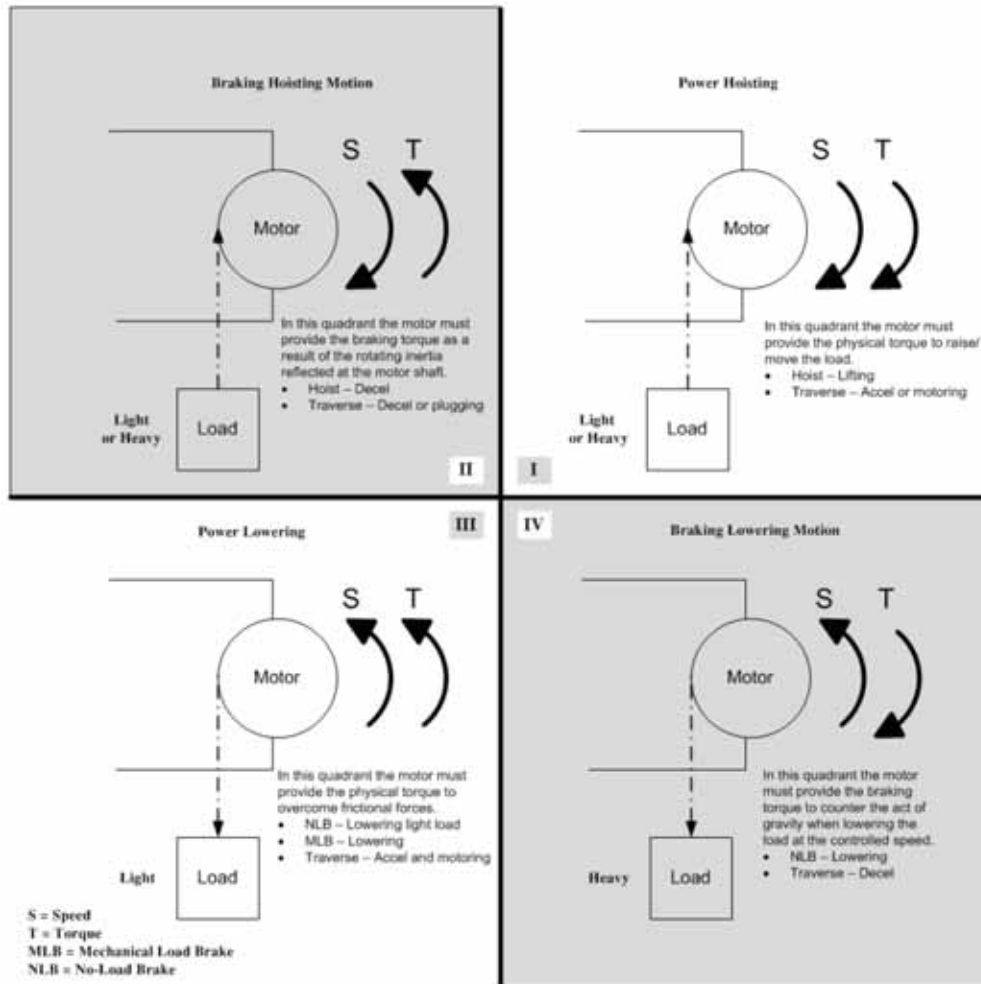 Braking Hoisting Motion
S T
Motor
In this quadrant the motor must
provide the braking torque as a
result of the rotating inertia
reflected at the motor shaft.
• Hoist – Decel
• Traverse – Decel or plugging
Light
or Heavy
Load
II
Power Hoisting
S T
Motor
In this quadrant the motor must
provide the physical torque to raise/
move the load.
• Hoist – Lifting
• Traverse – Accel or motoring
Light
or Heavy
Load
I
Power Lowering
III
S T
Motor
In this quadrant the motor must
provide the physical torque to
overcome frictional forces.
• NLB – Lowering light load
• MLB – Lowering
• Traverse – Accel and motoring
Light
Load
S = Speed
T = Torque
MLB = Mechanical Load Brake
NLB = No-Load Brake
IV
Braking Lowering Motion
S T
Motor
In this quadrant the motor
must provide the braking
torque to counter the act of
gravity when lowering the
load at the controlled speed.
• NLB – Lowering
• Traverse – Decel
Heavy
Load